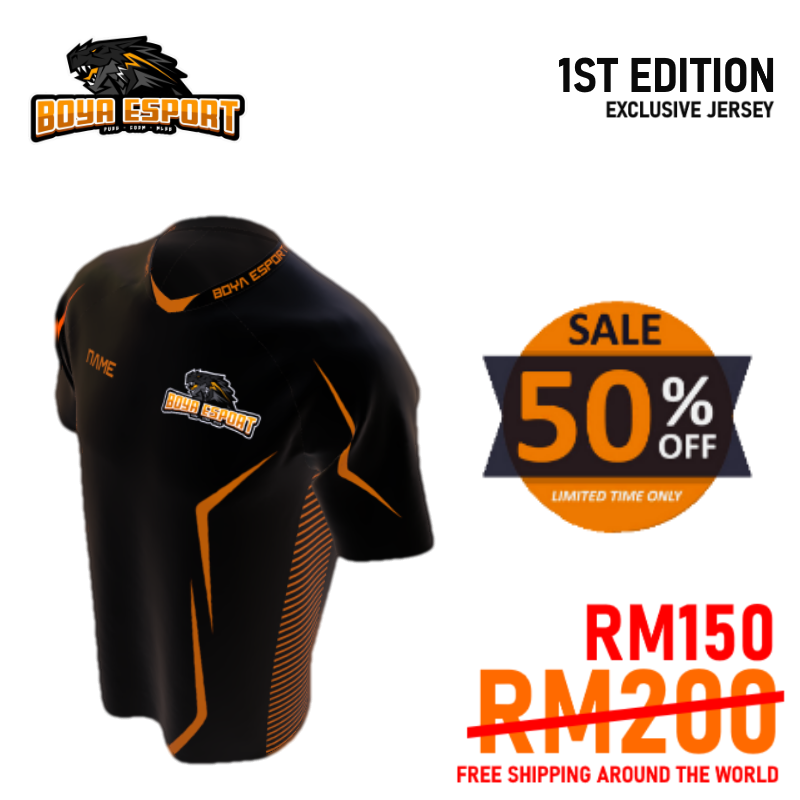 BOYA ESPORT
1ST EDITION
EXCLUSIVE JERSEY
BOYA ESPORT
NAME
BOYA ESPORT
SALE
50% OFF
LIMITED TIME ONLY
RM150
RM200
FREE SHIPPING AROUND THE WORLD